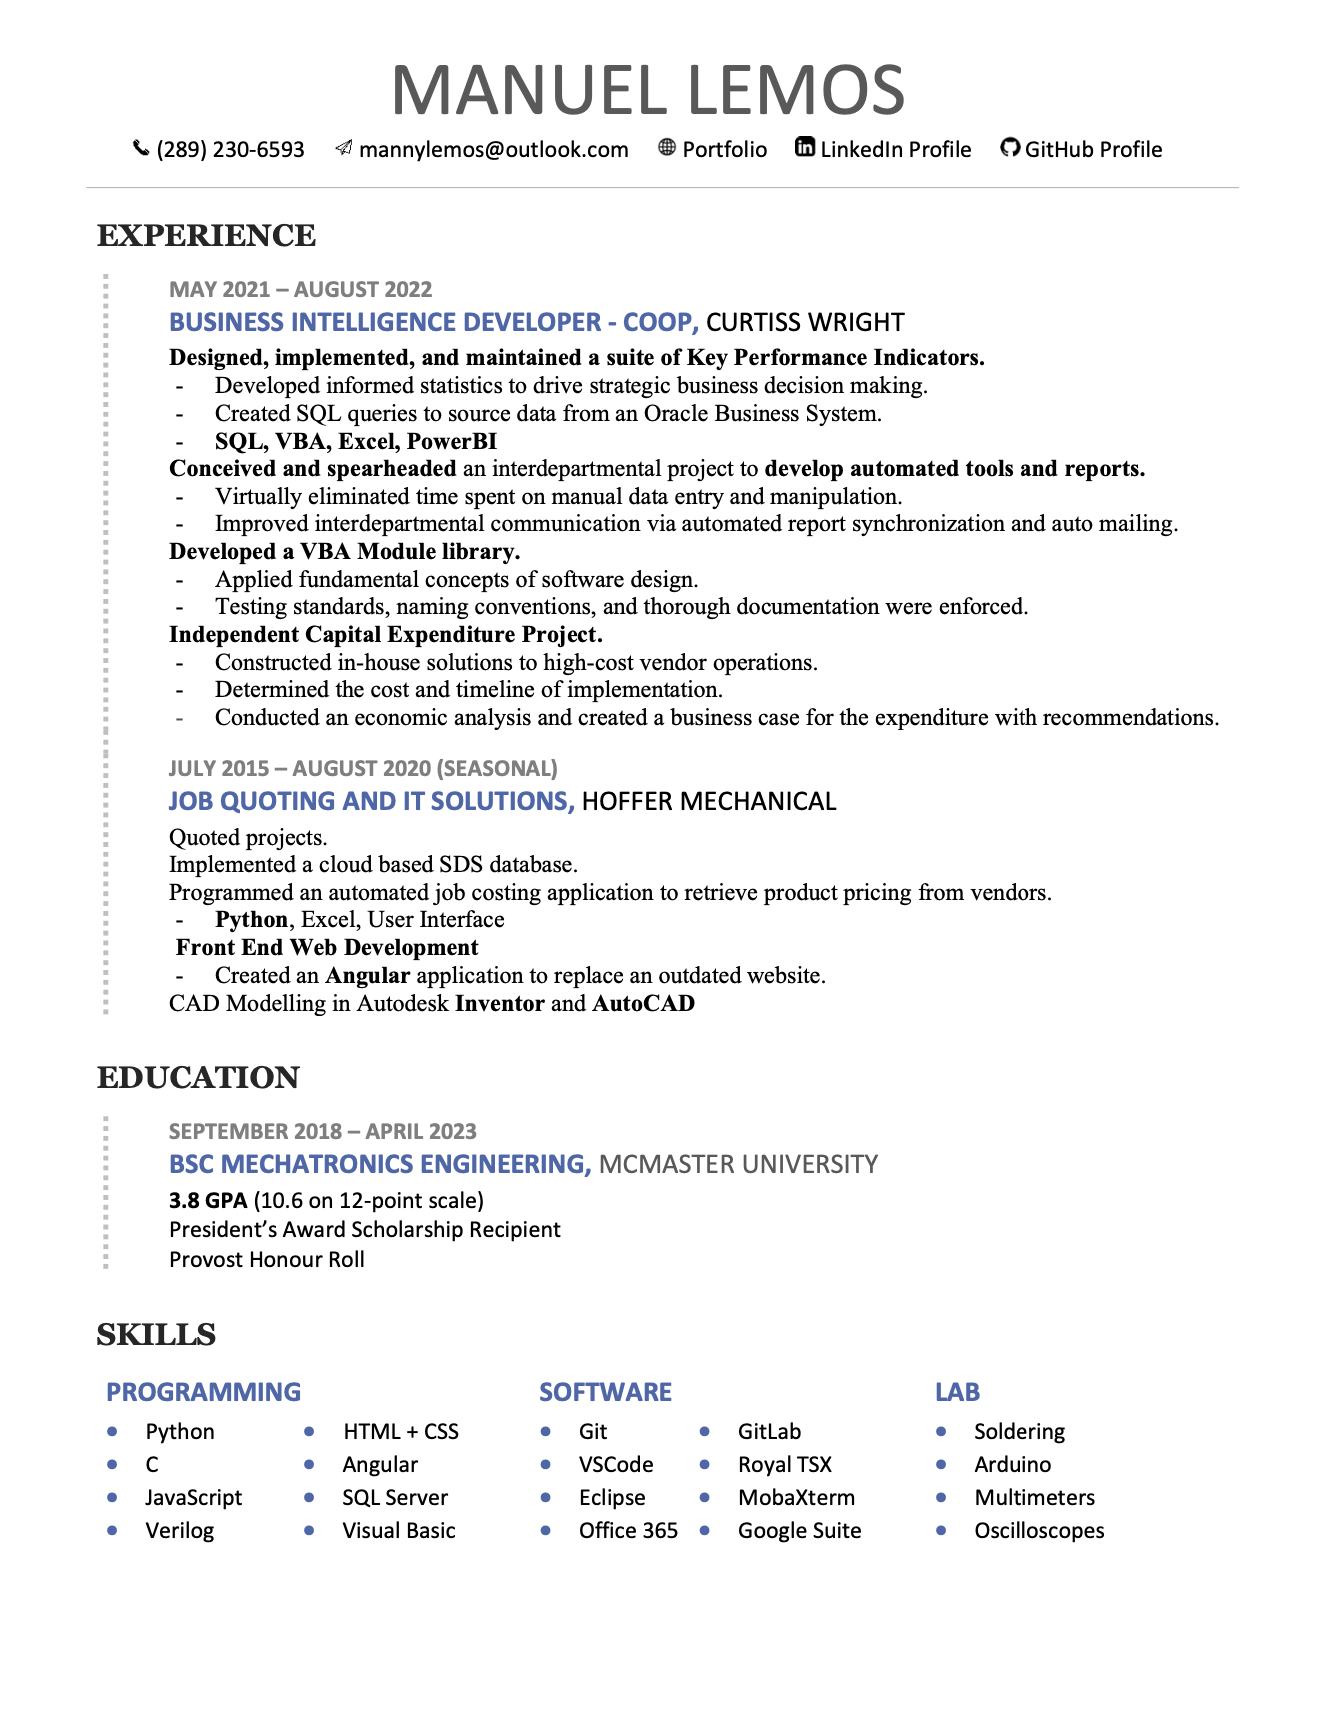 MANUEL LEMOS
(289) 230-6593 mannylemos@outlook.com Portfolio LinkedIn Profile GitHub Profile
EXPERIENCE
MAY 2021 – AUGUST 2022
BUSINESS INTELLIGENCE DEVELOPER - COOP, CURTISS WRIGHT
Designed, implemented, and maintained a suite of Key Performance Indicators.
- Developed informed statistics to drive strategic business decision making.
- Created SQL queries to source data from an Oracle Business System.
- SQL, VBA, Excel, PowerBI
Conceived and spearheaded an interdepartmental project to develop automated tools and reports.
- Virtually eliminated time spent on manual data entry and manipulation.
- Improved interdepartmental communication via automated report synchronization and auto mailing.
Developed a VBA Module library.
- Applied fundamental concepts of software design.
- Testing standards, naming conventions, and thorough documentation were enforced.
Independent Capital Expenditure Project.
- Constructed in-house solutions to high-cost vendor operations.
- Determined the cost and timeline of implementation.
- Conducted an economic analysis and created a business case for the expenditure with recommendations.
JULY 2015 – AUGUST 2020 (SEASONAL)
JOB QUOTING AND IT SOLUTIONS, HOFFER MECHANICAL
Quoted projects.
Implemented a cloud based SDS database.
Programmed an automated job costing application to retrieve product pricing from vendors.
- Python, Excel, User Interface
Front End Web Development
- Created an Angular application to replace an outdated website.
CAD Modelling in Autodesk Inventor and AutoCAD
EDUCATION
SEPTEMBER 2018 – APRIL 2023
BSC MECHATRONICS ENGINEERING, MCMASTER UNIVERSITY
3.8 GPA (10.6 on 12-point scale)
President’s Award Scholarship Recipient
Provost Honour Roll
SKILLS
PROGRAMMING SOFTWARE LAB
• Python • HTML + CSS • Git • GitLab • Soldering
• C • Angular • VSCode • Royal TSX • Arduino
• JavaScript • SQL Server • Eclipse • MobaXterm • Multimeters
• Verilog • Visual Basic • Office 365 • Google Suite • Oscilloscopes